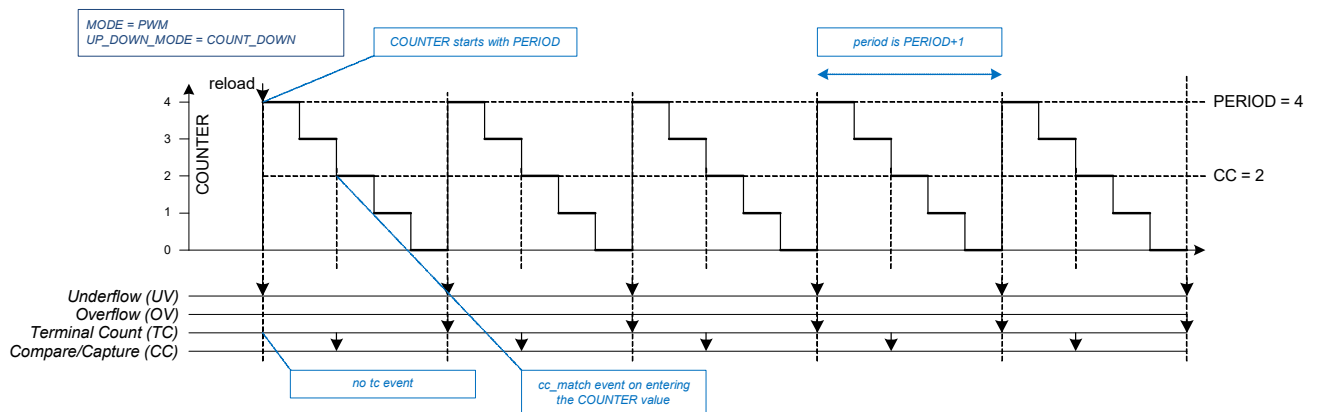 MODE = PWM
UP_DOWN_MODE = COUNT_DOWN
COUNTER starts with PERIOD
period is PERIOD+1
reload
4
PERIOD = 4
3
COUNTER
2
CC = 2
1
0
Underflow (UV)
Overflow (OV)
Terminal Count (TC)
Compare/Capture (CC)
no tc event
cc_match event on entering
the COUNTER value